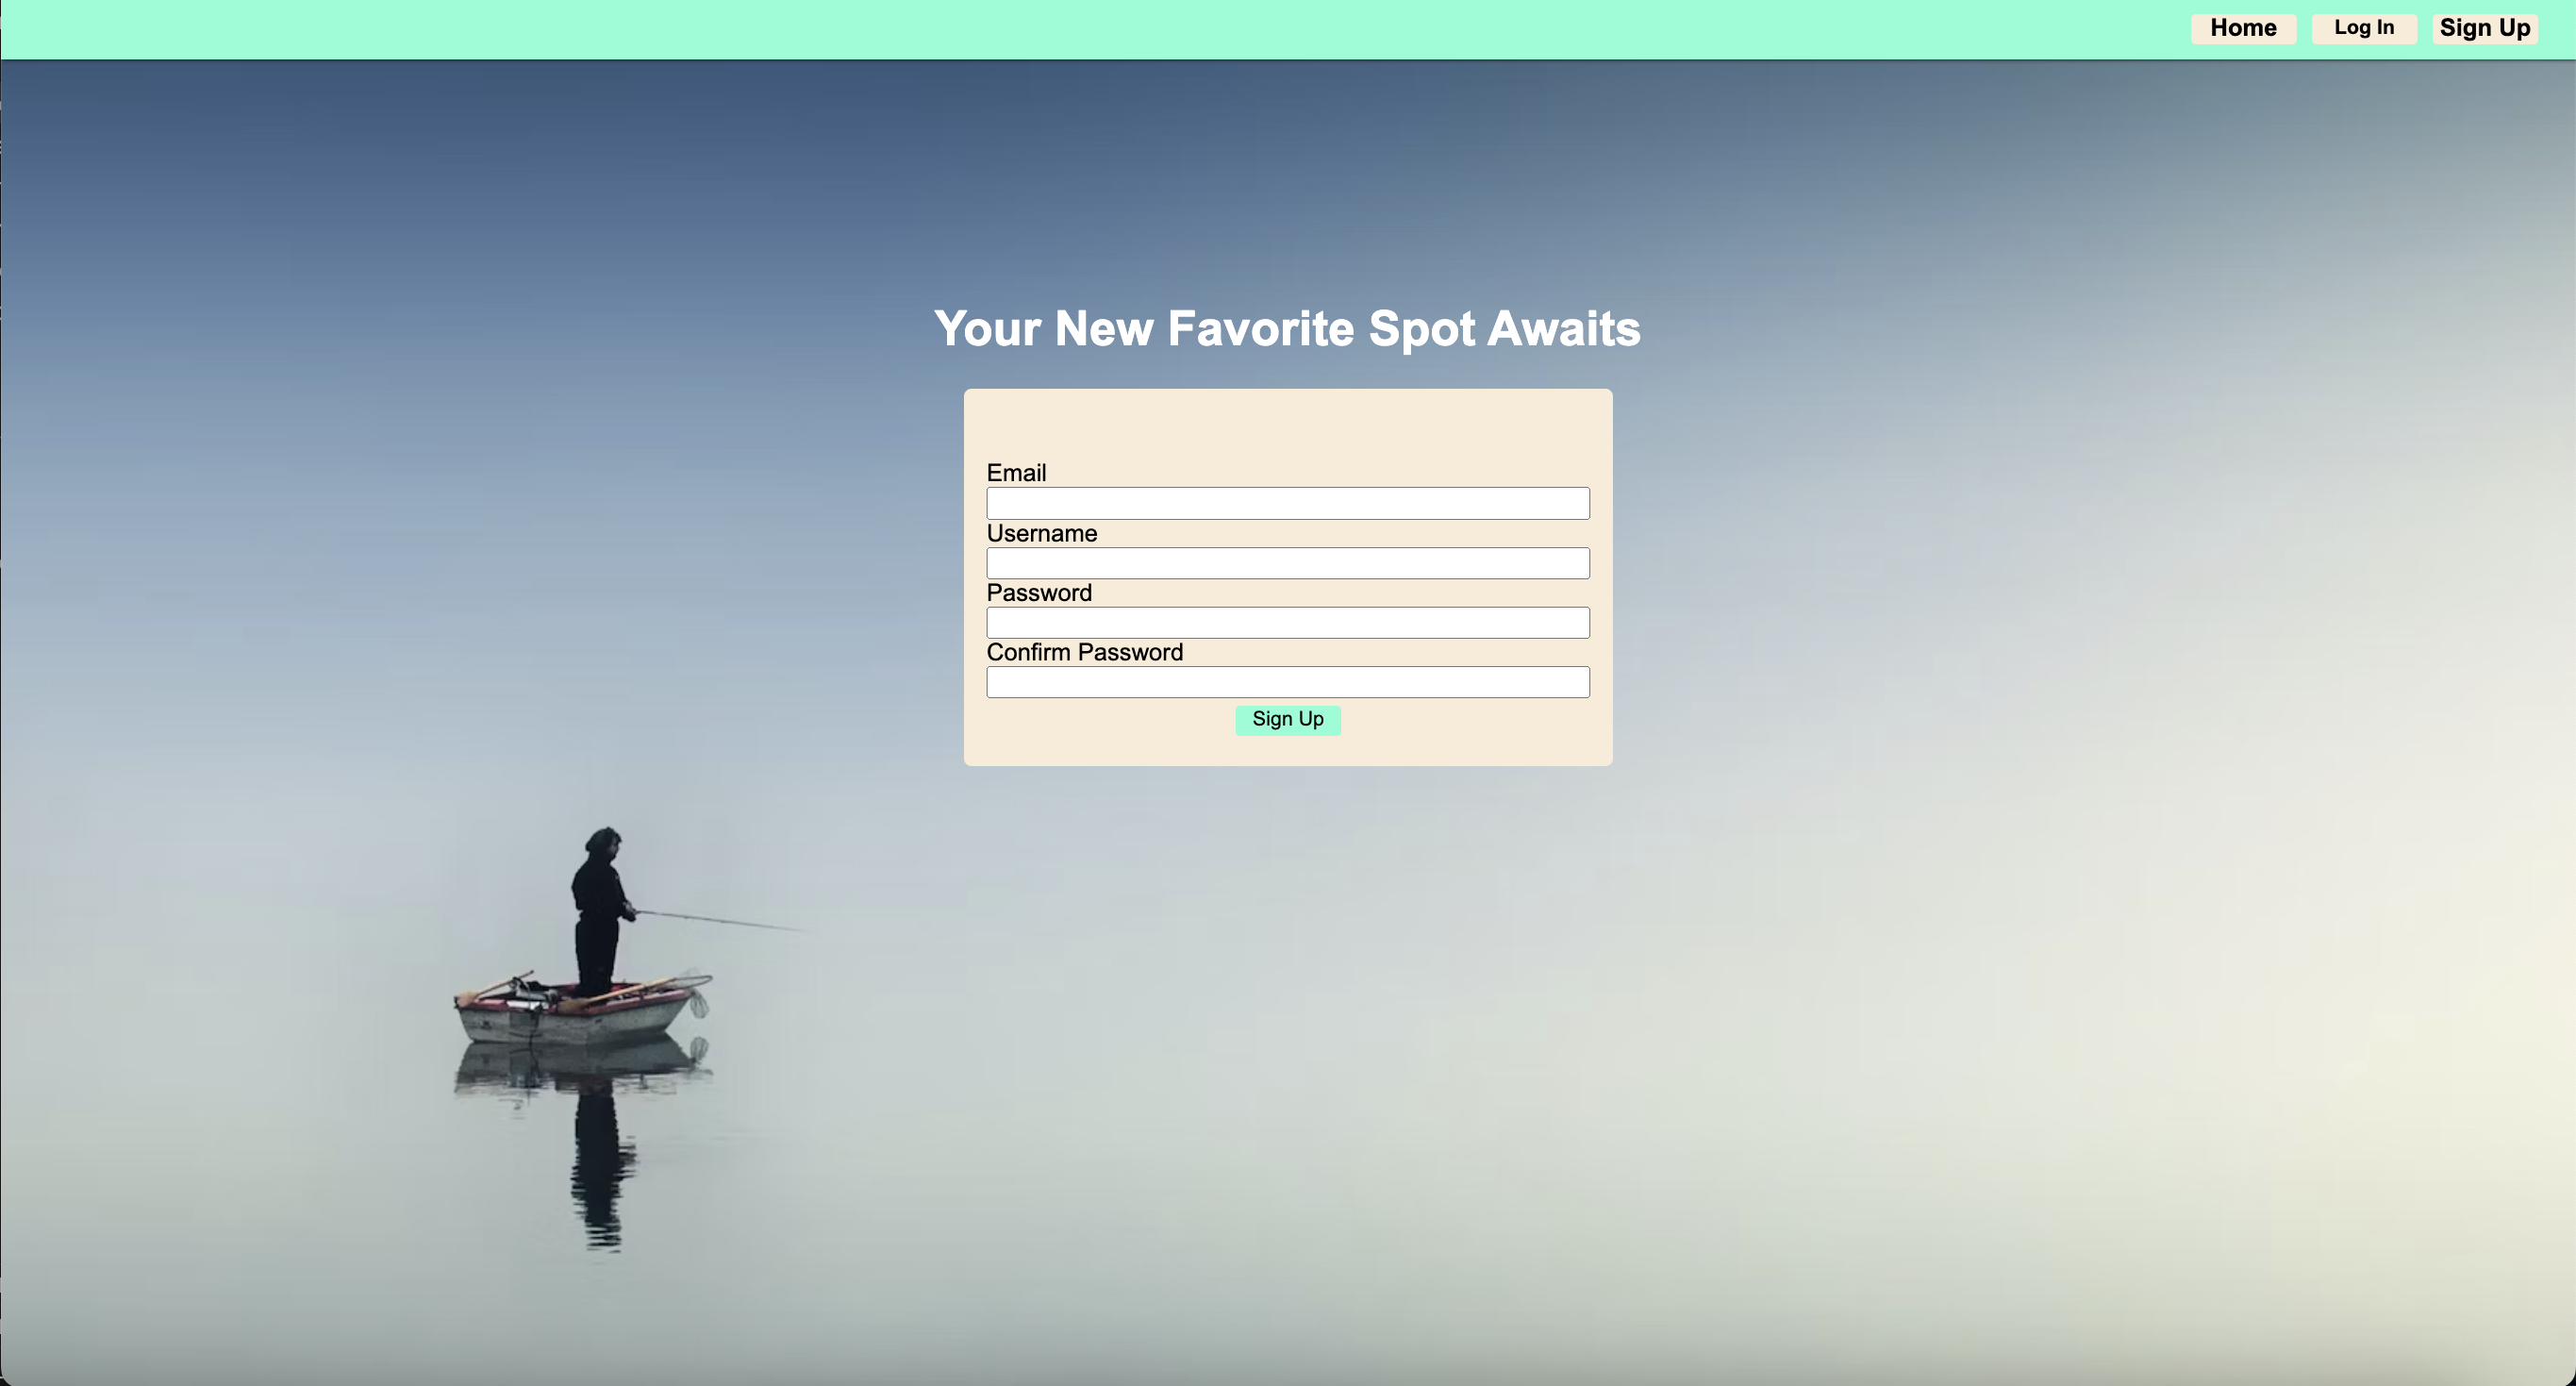 Home Log In Sign Up
Your New Favorite Spot Awaits
Email
Username
Password
Confirm Password
Sign Up